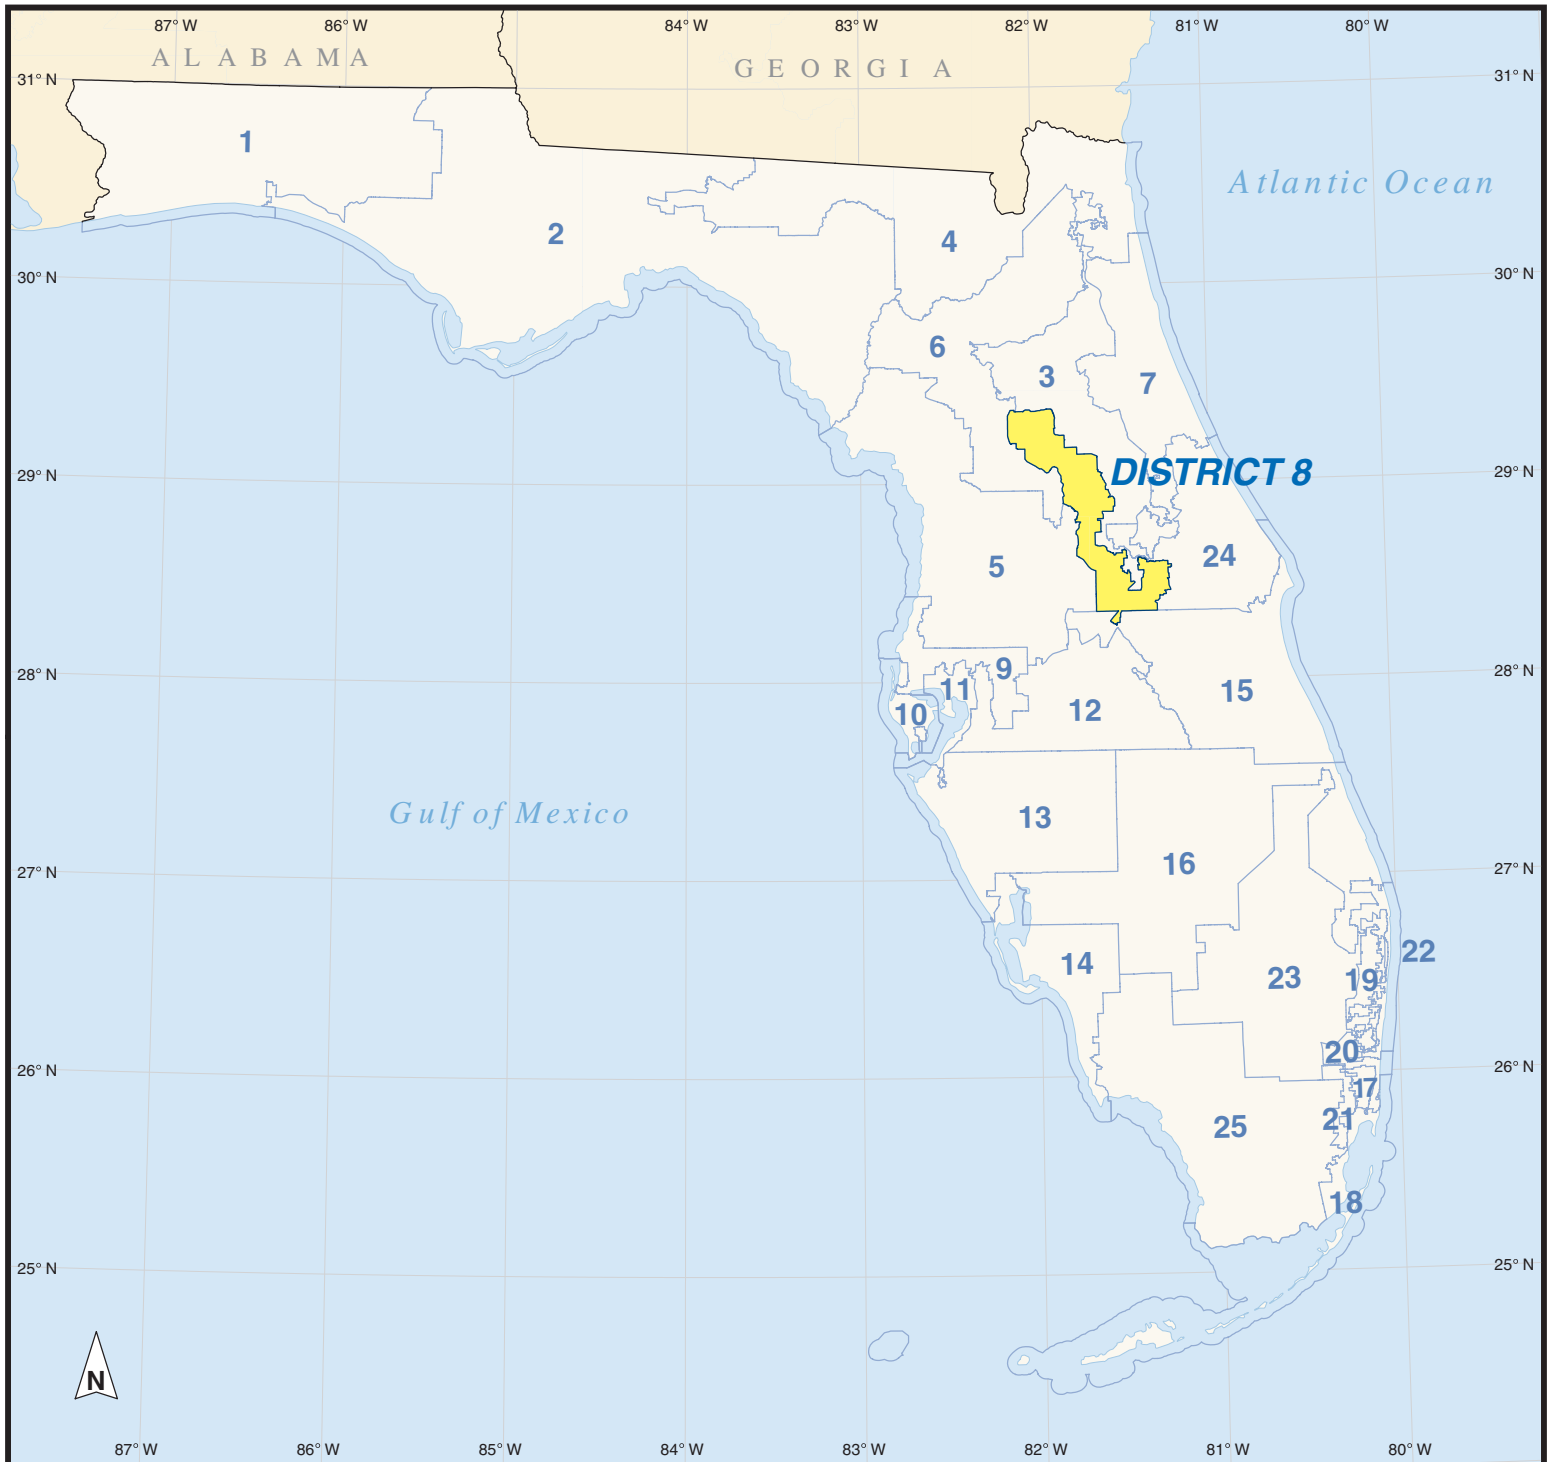 87° W 86° W 84° W 83° W 82° W 81° W 80° W
ALABAMA
GEORGIA
31° N 31° N
1
Atlantic Ocean
2
4
30° N 30° N
6
3
7
DISTRICT 8
29° N 29° N
24
5
28° N 28° N
9
11
15
10
12
Gulf of Mexico
13
16
27° N 27° N
22
14
23
19
20
26° N 26° N
17
21
25
18
25° N 25° N
N
87° W 86° W 85° W 84° W 83° W 82° W 81° W 80° W